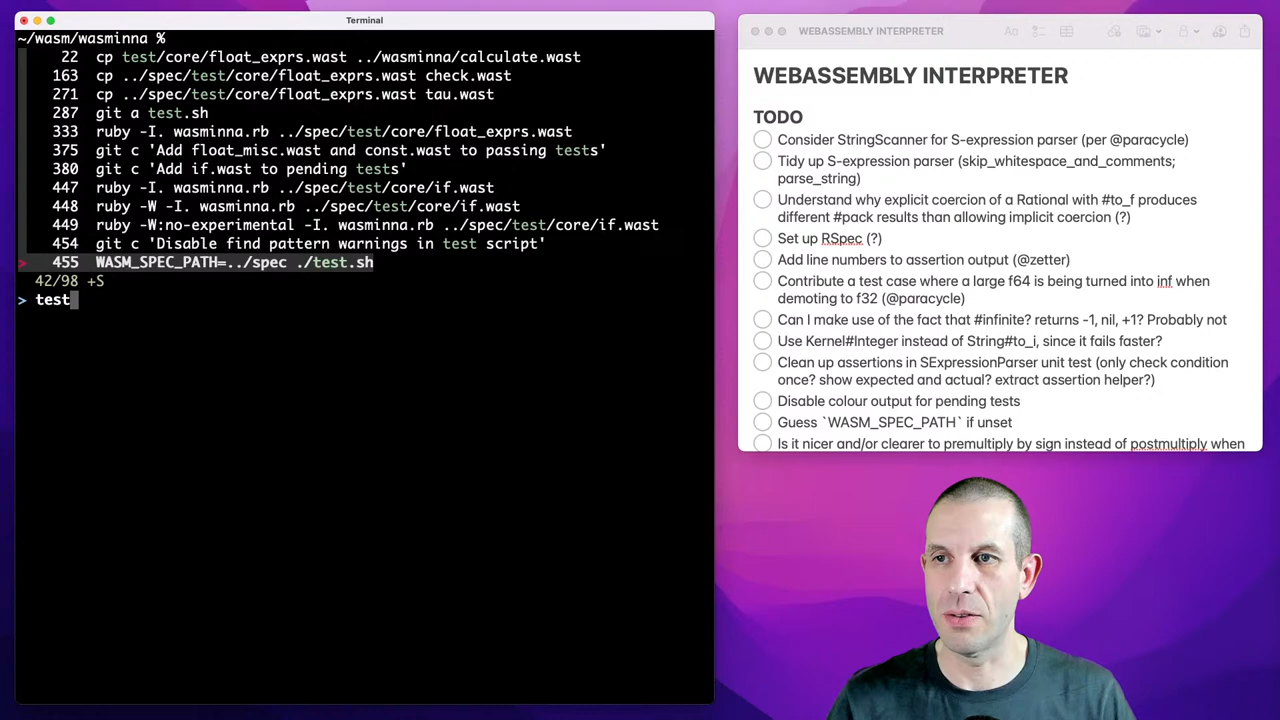 Terminal
~/wasm/wasminna %
22 cp test/core/float_exprs.wast ../wasminna/calculate.wast
163 cp ../spec/test/core/float_exprs.wast check.wast
271 cp ../spec/test/core/float_exprs.wast tau.wast
287 git a test.sh
333 ruby -I. wasminna.rb ../spec/test/core/float_exprs.wast
375 git c 'Add float_misc.wast and const.wast to passing tests'
380 git c 'Add if.wast to pending tests'
447 ruby -I. wasminna.rb ../spec/test/core/if.wast
448 ruby -W -I. wasminna.rb ../spec/test/core/if.wast
449 ruby -W:no-experimental -I. wasminna.rb ../spec/test/core/if.wast
454 git c 'Disable find pattern warnings in test script'
> 455 WASM_SPEC_PATH=../spec ./test.sh
42/98 +S
> test
WEBASSEMBLY INTERPRETER
Aa
WEBASSEMBLY INTERPRETER
TODO
Consider StringScanner for S-expression parser (per @paracycle)
Tidy up S-expression parser (skip_whitespace_and_comments;
parse_string)
Understand why explicit coercion of a Rational with #to_f produces
different #pack results than allowing implicit coercion (?)
Set up RSpec (?)
Add line numbers to assertion output (@zetter)
Contribute a test case where a large f64 is being turned into inf when
demoting to f32 (@paracycle)
Can I make use of the fact that #infinite? returns -1, nil, +1? Probably not
Use Kernel#Integer instead of String#to_i, since it fails faster?
Clean up assertions in SExpressionParser unit test (only check condition
once? show expected and actual? extract assertion helper?)
Disable colour output for pending tests
Guess `WASM_SPEC_PATH` if unset
Is it nicer and/or clearer to premultiply by sign instead of postmultiply when